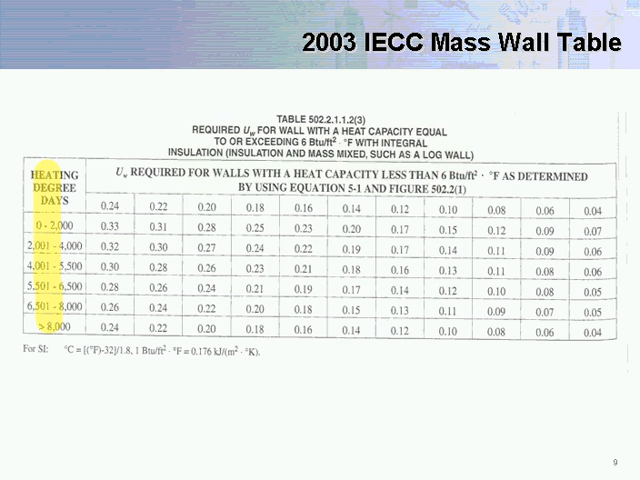 2003 IECC Mass Wall Table
TABLE 502.2.1.1.2(3)
REQUIRED Uw FOR WALL WITH A HEAT CAPACITY EQUAL
TO OR EXCEEDING 6 Btu/ft2 · °F WITH INTEGRAL
INSULATION (INSULATION AND MASS MIXED, SUCH AS A LOG WALL)
HEATING DEGREE DAYS
Uw REQUIRED FOR WALLS WITH A HEAT CAPACITY LESS THAN 6 Btu/ft2 · °F AS DETERMINED
BY USING EQUATION 5-1 AND FIGURE 502.2(1)
0.24 0.22 0.20 0.18 0.16 0.14 0.12 0.10 0.08 0.06 0.04
0 - 2,000 0.33 0.31 0.28 0.25 0.23 0.20 0.17 0.15 0.12 0.09 0.07
2,001 - 4,000 0.32 0.30 0.27 0.24 0.22 0.19 0.17 0.14 0.11 0.09 0.06
4,001 - 5,500 0.30 0.28 0.26 0.23 0.21 0.18 0.16 0.13 0.11 0.08 0.06
5,501 - 6,500 0.28 0.26 0.24 0.21 0.19 0.17 0.14 0.12 0.10 0.08 0.05
6,501 - 8,000 0.26 0.24 0.22 0.20 0.18 0.15 0.13 0.11 0.09 0.07 0.05
> 8,000 0.24 0.22 0.20 0.18 0.16 0.14 0.12 0.10 0.08 0.06 0.04
For SI: °C = [(°F)-32]/1.8, 1 Btu/ft2 · °F = 0.176 kJ/(m2 · °K).
9